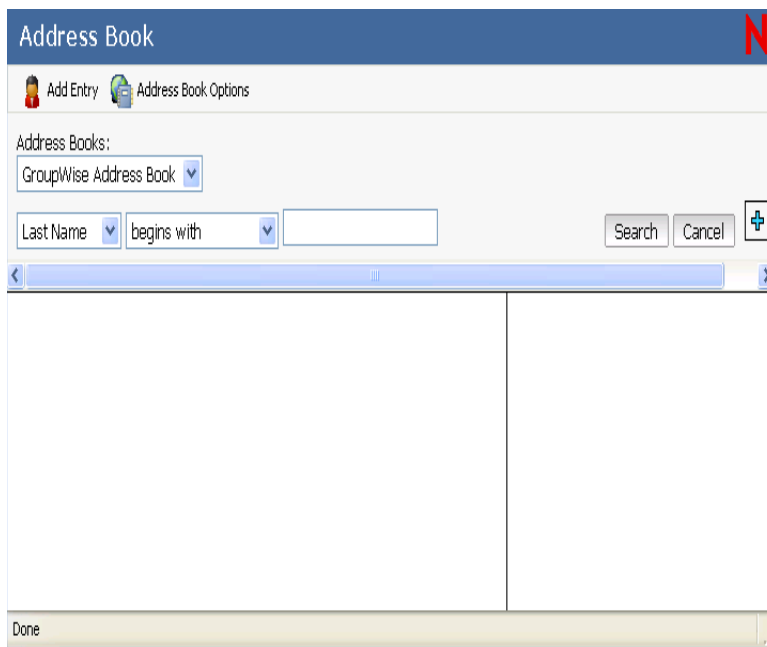 Address Book
N
Add Entry Address Book Options
Address Books:
GroupWise Address Book
Last Name begins with Search Cancel
Done